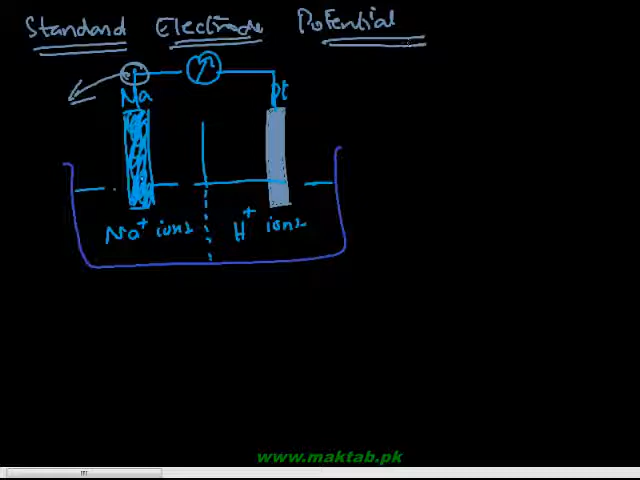 Standard Electrode Potential
Na Pt
Na+ ions H+ ions
www.maktab.pk